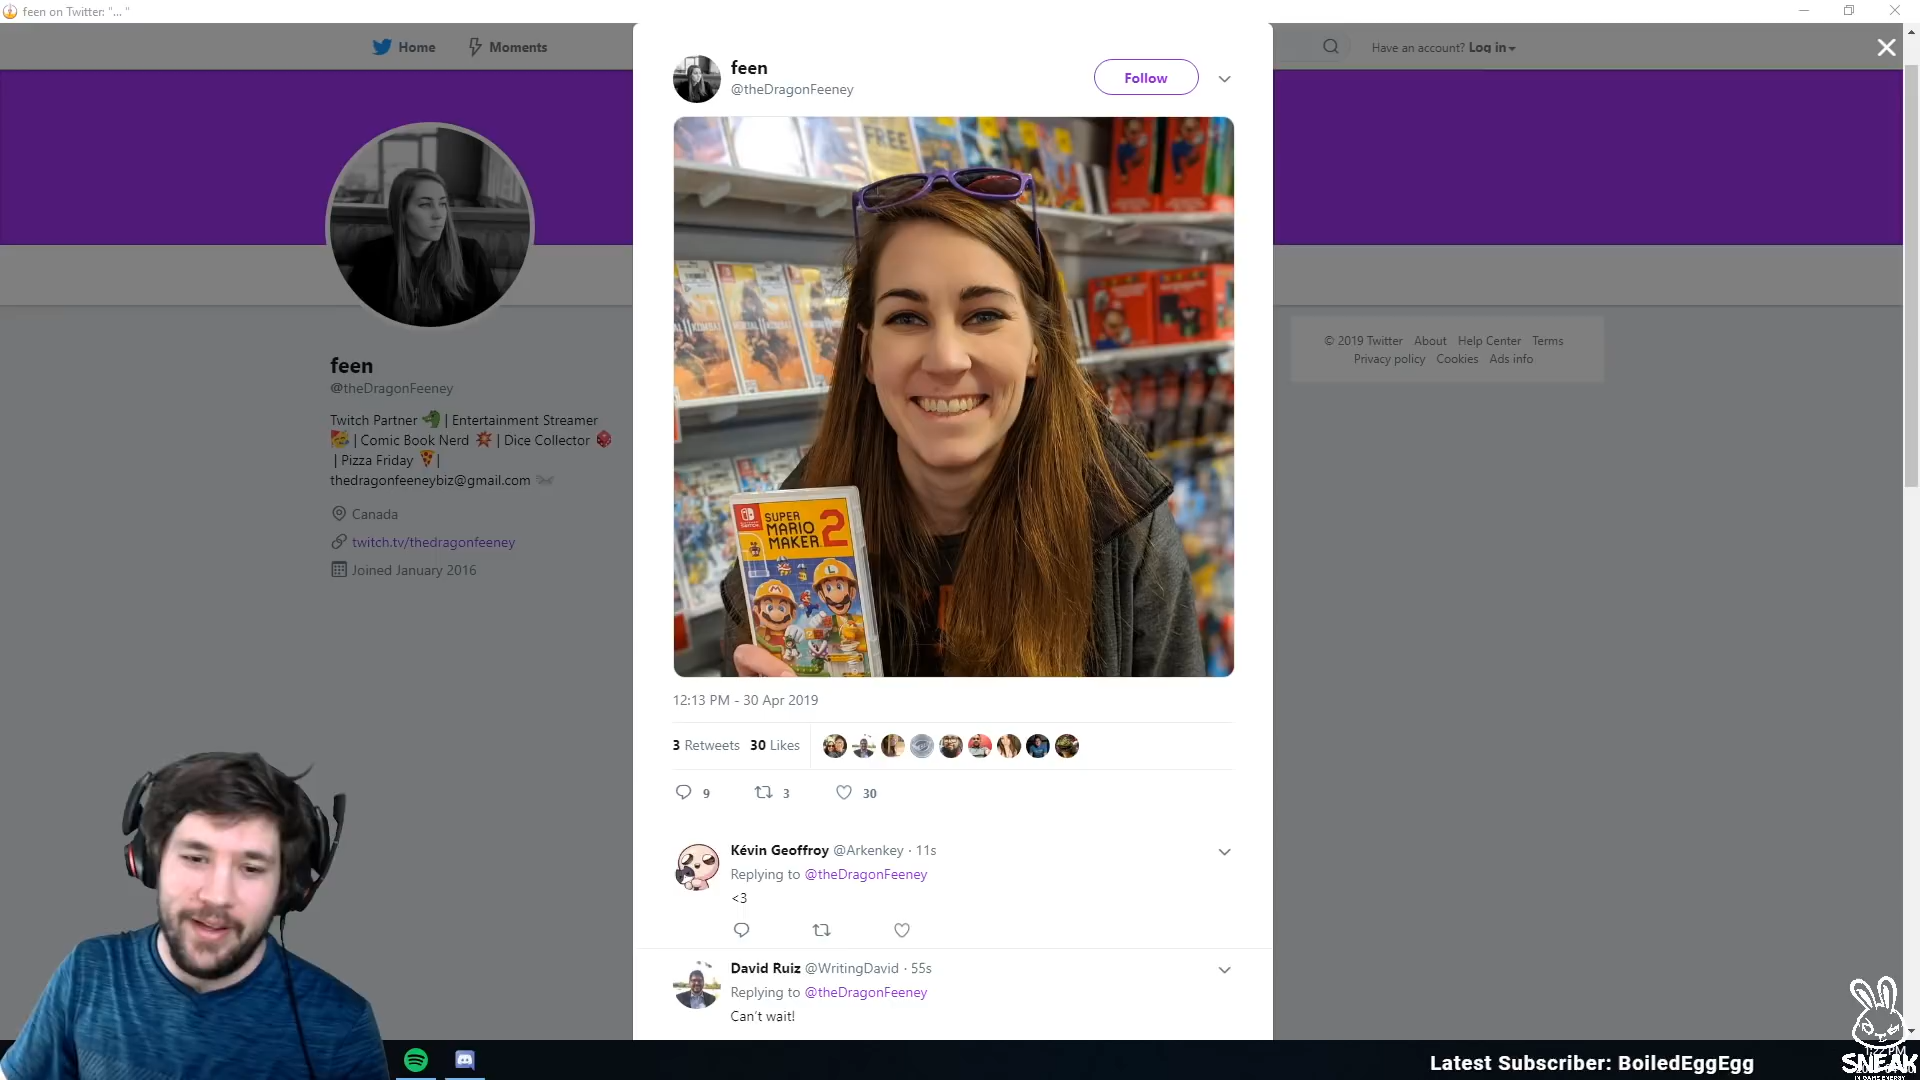 feen on Twitter: "... "
Home
Moments
Have an account? Log in
feen
@theDragonFeeney
Follow
FREE
SUPER
MARIO
MAKER 2
12:13 PM - 30 Apr 2019
3 Retweets 30 Likes
9 3 30
Kévin Geoffroy @Arkenkey · 11s
Replying to @theDragonFeeney
<3
David Ruiz @WritingDavid · 55s
Replying to @theDragonFeeney
Can't wait!
feen
@theDragonFeeney
Twitch Partner | Entertainment Streamer
| Comic Book Nerd | Dice Collector
| Pizza Friday |
thedragonfeeneybiz@gmail.com
Canada
twitch.tv/thedragonfeeney
Joined January 2016
© 2019 Twitter About Help Center Terms
Privacy policy Cookies Ads info
Latest Subscriber: BoiledEggEgg
SNEAK